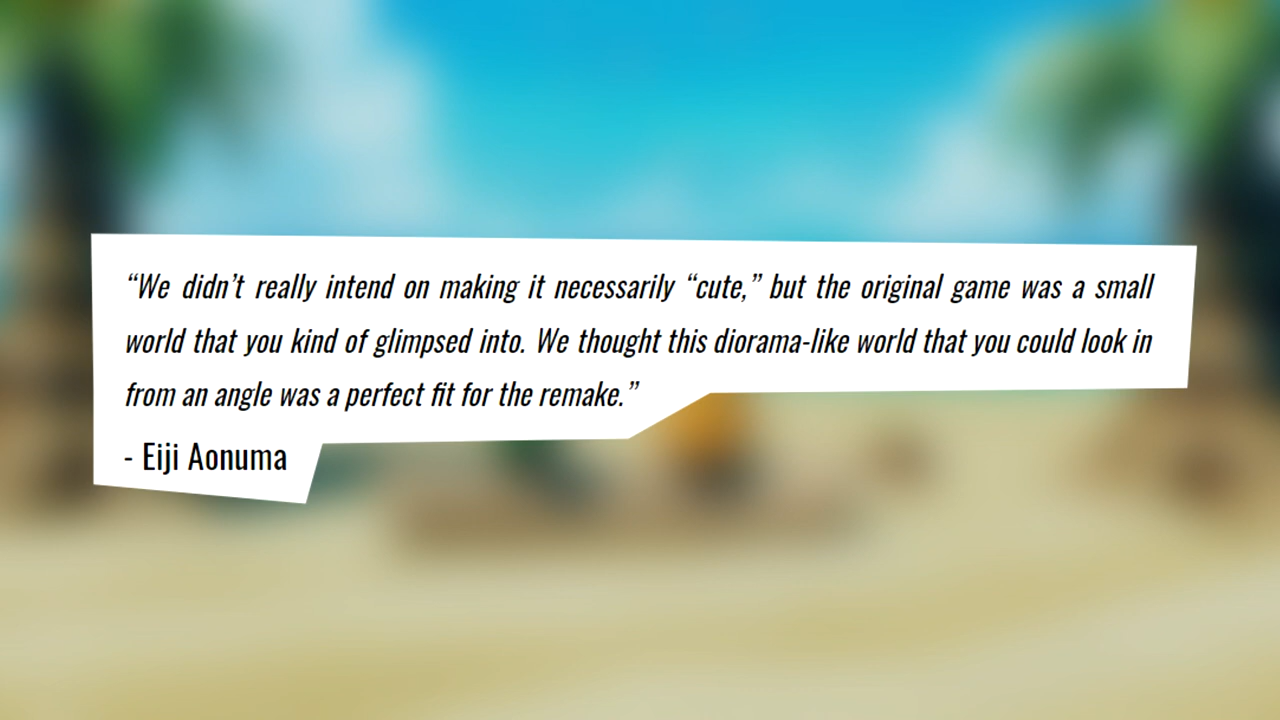 “We didn’t really intend on making it necessarily “cute,” but the original game was a small
world that you kind of glimpsed into. We thought this diorama-like world that you could look in
from an angle was a perfect fit for the remake.”
- Eiji Aonuma